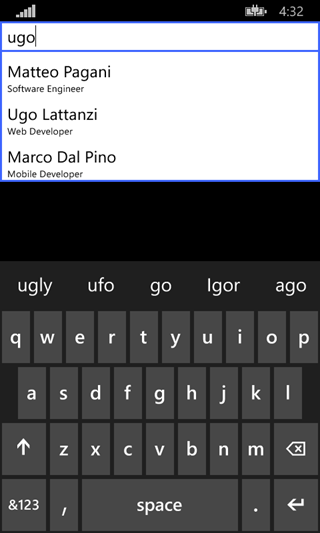 4:32
ugo
Matteo Pagani
Software Engineer
Ugo Lattanzi
Web Developer
Marco Dal Pino
Mobile Developer
ugly ufo go Igor ago
q w e r t y u i o p
a s d f g h j k l
z x c v b n m
&123 , space .